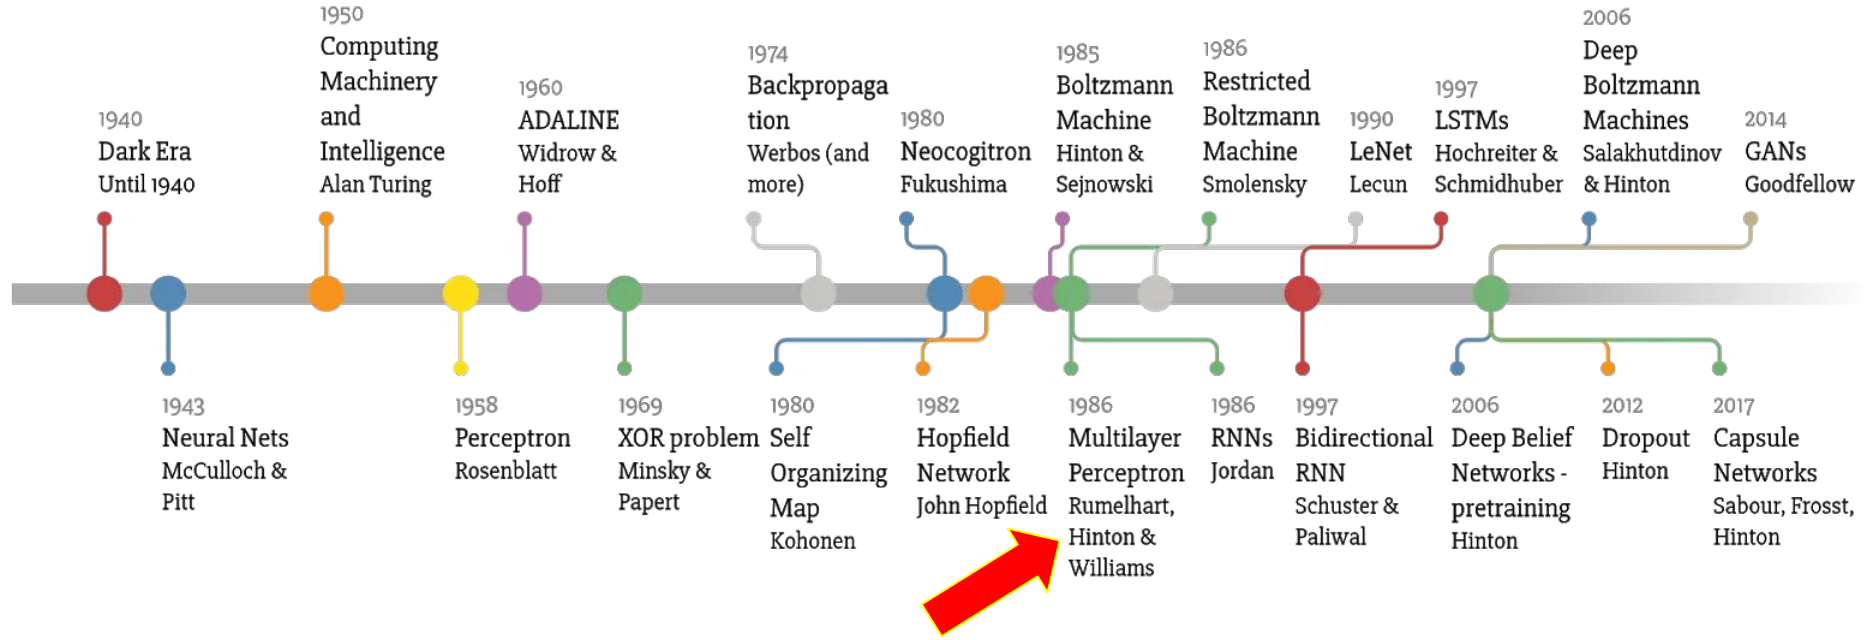 1940
Dark Era
Until 1940
1950
Computing
Machinery
and
Intelligence
Alan Turing
1960
ADALINE
Widrow &
Hoff
1974
Backpropaga
tion
Werbos (and
more)
1980
Neocogitron
Fukushima
1985
Boltzmann
Machine
Hinton &
Sejnowski
1986
Restricted
Boltzmann
Machine
Smolensky
1990
LeNet
Lecun
1997
LSTMs
Hochreiter &
Schmidhuber
2006
Deep
Boltzmann
Machines
Salakhutdinov
& Hinton
2014
GANs
Goodfellow
1943
Neural Nets
McCulloch &
Pitt
1958
Perceptron
Rosenblatt
1969
XOR problem
Minsky &
Papert
1980
Self
Organizing
Map
Kohonen
1982
Hopfield
Network
John Hopfield
1986
Multilayer
Perceptron
Rumelhart,
Hinton &
Williams
1986
RNNs
Jordan
1997
Bidirectional
RNN
Schuster &
Paliwal
2006
Deep Belief
Networks -
pretraining
Hinton
2012
Dropout
Hinton
2017
Capsule
Networks
Sabour, Frosst,
Hinton